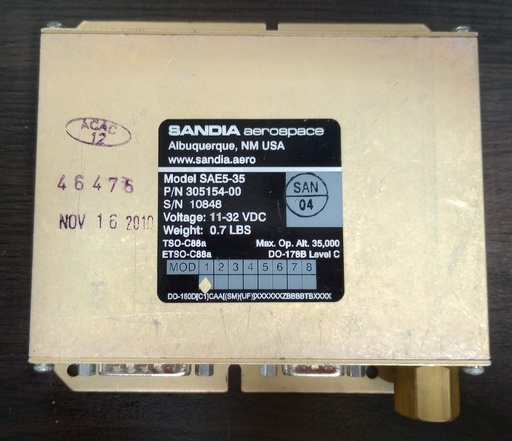 ACAC
12
46476
NOV 16 2010
SANDIA aerospace
Albuquerque, NM USA
www.sandia.aero
Model SAE5-35
P/N 305154-00
S/N 10848
Voltage: 11-32 VDC
Weight: 0.7 LBS
SAN
04
TSO-C88a Max. Op. Alt. 35,000
ETSO-C88a DO-178B Level C
MOD 1 2 3 4 5 6 7 8
DO-160D[C1]CAA[(SM)(UF)]XXXXXXZBBBBTBXXXX